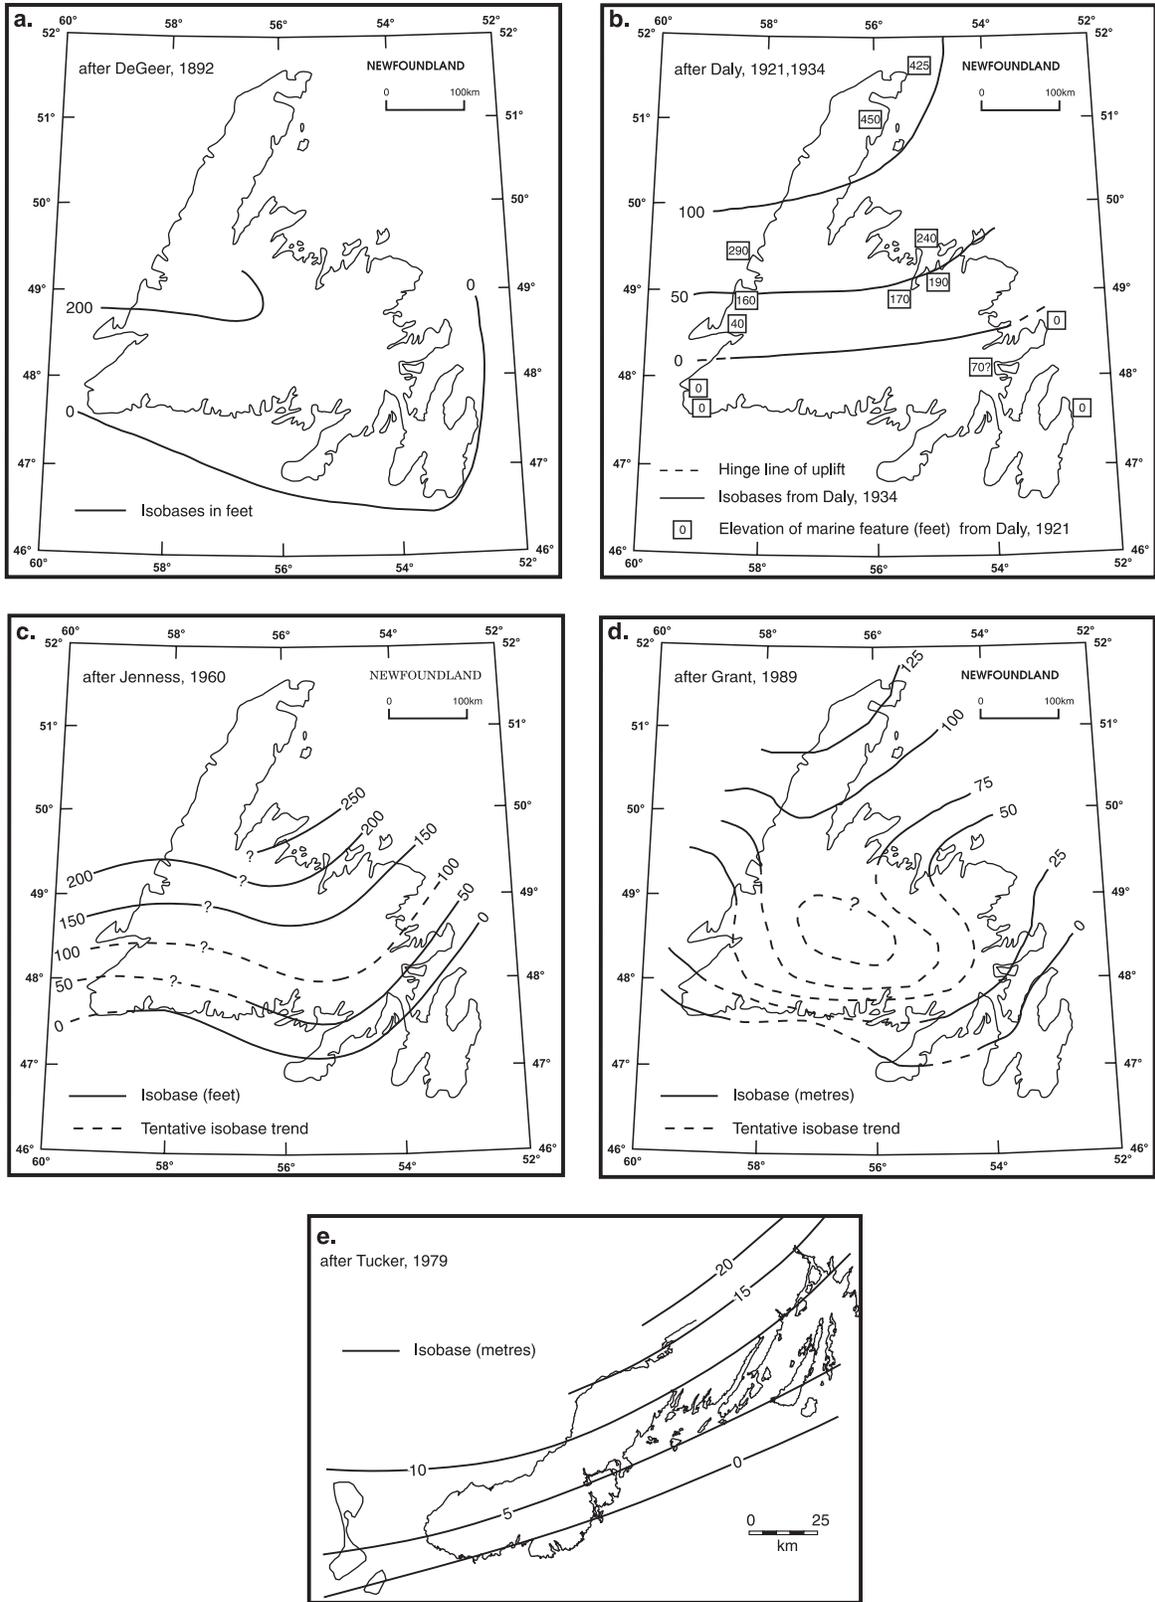 a.
60° 58° 56° 54° 52°
52° 52°
after DeGeer, 1892
NEWFOUNDLAND
0 100km
51° 51°
50° 50°
0
49° 49°
200
48° 48°
0
47° 47°
Isobases in feet
46° 46°
60° 58° 56° 54° 52°
b.
60° 58° 56° 54° 52°
52° 52°
after Daly, 1921,1934
425
NEWFOUNDLAND
0 100km
51° 51°
450
50° 50°
100
240
290
190
49° 49°
50 160 170
40 0
0
70?
48° 48°
0
0 0
47° 47°
Hinge line of uplift
Isobases from Daly, 1934
0 Elevation of marine feature (feet) from Daly, 1921
46° 46°
60° 58° 56° 54° 52°
c.
60° 58° 56° 54° 52°
52° 52°
after Jenness, 1960
NEWFOUNDLAND
0 100km
51° 51°
250
50° 50°
200
150
?
100
200 ?
49° 49°
50
150 ? 0
100 ?
50 ? 48° 48°
0
47° 47°
Isobase (feet)
Tentative isobase trend
46° 46°
60° 58° 56° 54° 52°
d.
60° 58° 56° 54° 52°
52° 52°
125
after Grant, 1989
NEWFOUNDLAND
0 100km
51° 51°
100
75
50° 50°
50
25
49° 49°
?
0
48° 48°
47° 47°
Isobase (metres)
Tentative isobase trend
46° 46°
60° 58° 56° 54° 52°
e.
after Tucker, 1979
20
15
Isobase (metres)
10
0
5
0 25
km